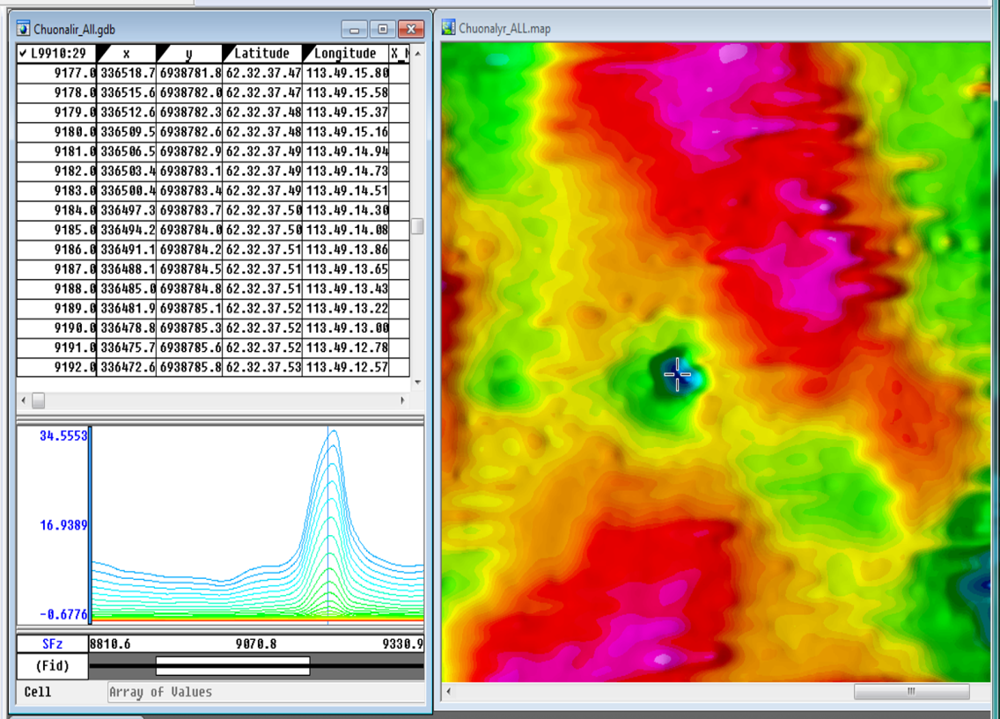 Chuonalir_All.gdb
✓ L9910:29 x y Latitude Longitude X_
9177.0 336518.7 6938781.8 62.32.37.47 113.49.15.80
9178.0 336515.6 6938782.0 62.32.37.47 113.49.15.58
9179.0 336512.6 6938782.3 62.32.37.48 113.49.15.37
9180.0 336509.5 6938782.6 62.32.37.48 113.49.15.16
9181.0 336506.5 6938782.9 62.32.37.49 113.49.14.94
9182.0 336503.4 6938783.1 62.32.37.49 113.49.14.73
9183.0 336500.4 6938783.4 62.32.37.49 113.49.14.51
9184.0 336497.3 6938783.7 62.32.37.50 113.49.14.30
9185.0 336494.2 6938784.0 62.32.37.50 113.49.14.08
9186.0 336491.1 6938784.2 62.32.37.51 113.49.13.86
9187.0 336488.1 6938784.5 62.32.37.51 113.49.13.65
9188.0 336485.0 6938784.8 62.32.37.51 113.49.13.43
9189.0 336481.9 6938785.1 62.32.37.52 113.49.13.22
9190.0 336478.8 6938785.3 62.32.37.52 113.49.13.00
9191.0 336475.7 6938785.6 62.32.37.52 113.49.12.78
9192.0 336472.6 6938785.8 62.32.37.53 113.49.12.57
34.5553
16.9389
-0.6776
SFz 8810.6 9070.8 9330.9
(Fid)
Cell Array of Values
Chuonalyr_ALL.map